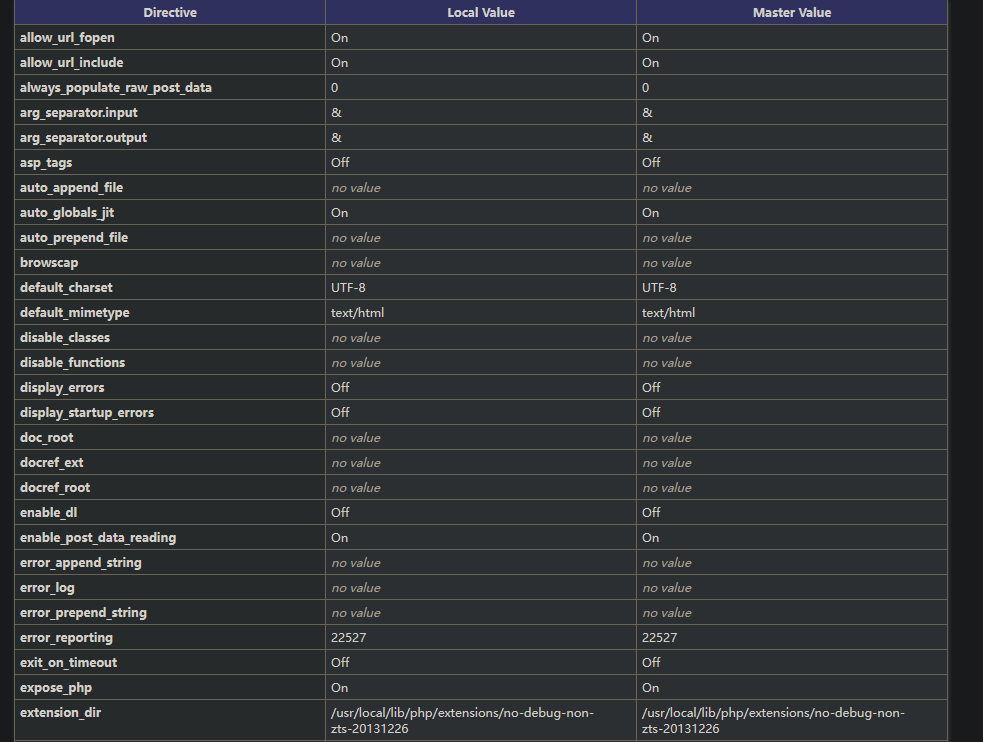 Directive Local Value Master Value
allow_url_fopen On On
allow_url_include On On
always_populate_raw_post_data 0 0
arg_separator.input & &
arg_separator.output & &
asp_tags Off Off
auto_append_file no value no value
auto_globals_jit On On
auto_prepend_file no value no value
browscap no value no value
default_charset UTF-8 UTF-8
default_mimetype text/html text/html
disable_classes no value no value
disable_functions no value no value
display_errors Off Off
display_startup_errors Off Off
doc_root no value no value
docref_ext no value no value
docref_root no value no value
enable_dl Off Off
enable_post_data_reading On On
error_append_string no value no value
error_log no value no value
error_prepend_string no value no value
error_reporting 22527 22527
exit_on_timeout Off Off
expose_php On On
extension_dir /usr/local/lib/php/extensions/no-debug-non- /usr/local/lib/php/extensions/no-debug-non-
zts-20131226 zts-20131226